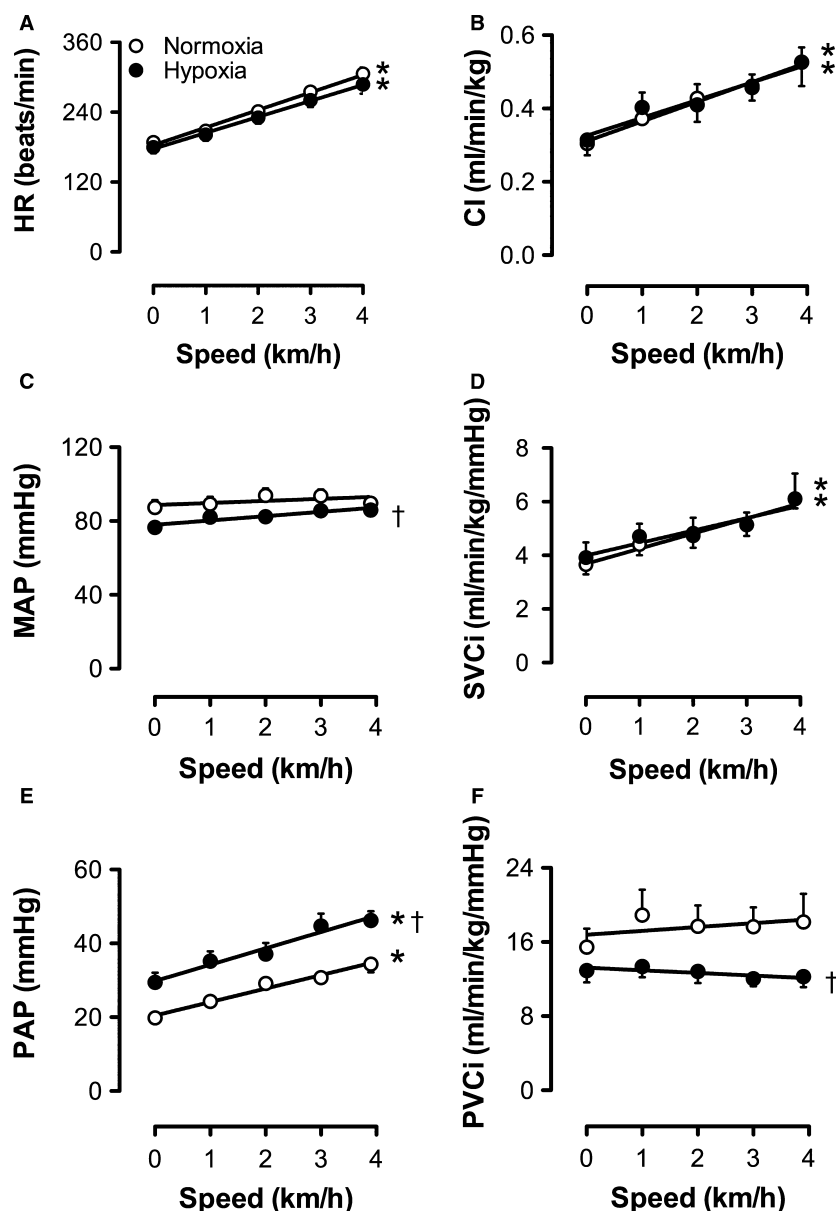 A
HR (beats/min)
360
240
120
0
Normoxia
Hypoxia
*
*
0 1 2 3 4
Speed (km/h)
B
CI (ml/min/kg)
0.6
0.4
0.2
0.0
*
*
0 1 2 3 4
Speed (km/h)
C
MAP (mmHg)
120
80
40
0
†
0 1 2 3 4
Speed (km/h)
D
SVCi (ml/min/kg/mmHg)
8
6
4
2
0
*
*
0 1 2 3 4
Speed (km/h)
E
PAP (mmHg)
60
40
20
0
* †
*
0 1 2 3 4
Speed (km/h)
F
PVCi (ml/min/kg/mmHg)
24
16
8
0
†
0 1 2 3 4
Speed (km/h)